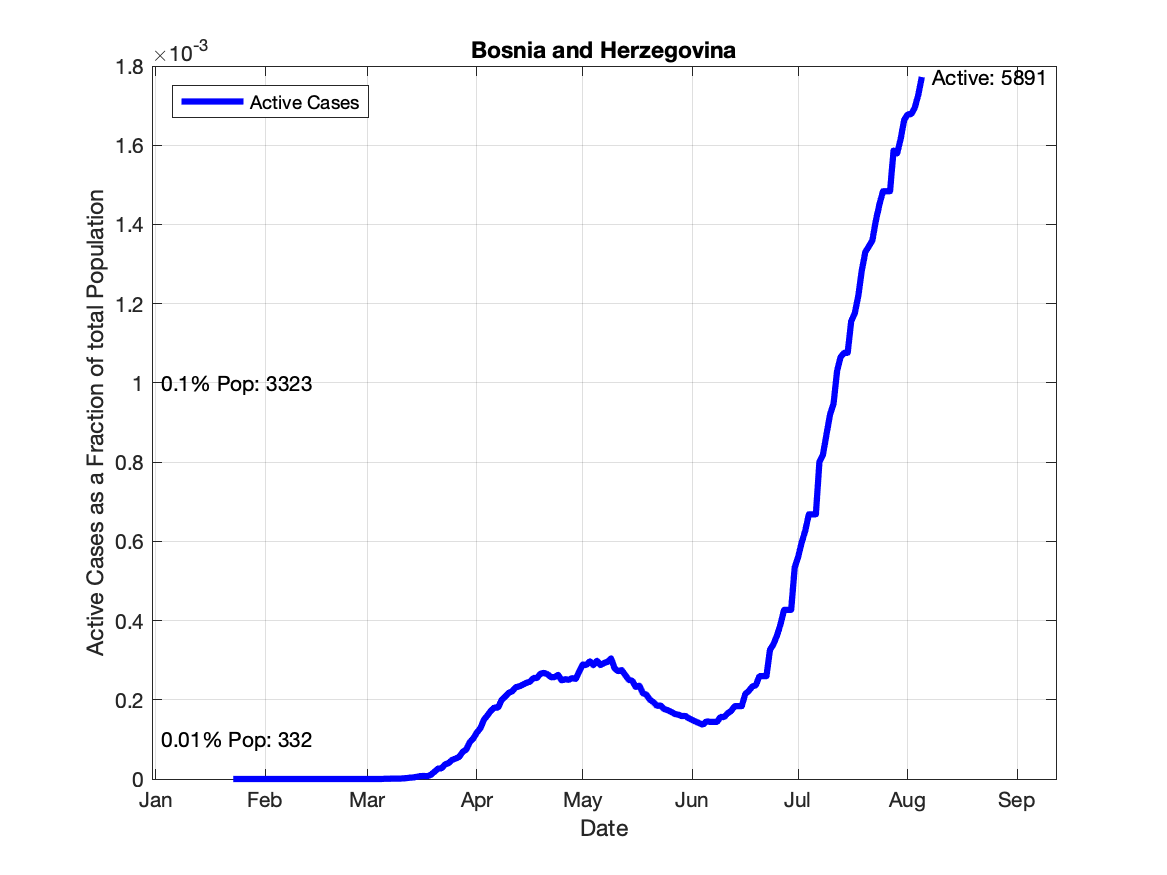 Bosnia and Herzegovina
×10-3
1.8
1.6
1.4
1.2
1
0.8
0.6
0.4
0.2
0
Active Cases as a Fraction of total Population
Active Cases
Active: 5891
0.1% Pop: 3323
0.01% Pop: 332
Jan Feb Mar Apr May Jun Jul Aug Sep
Date